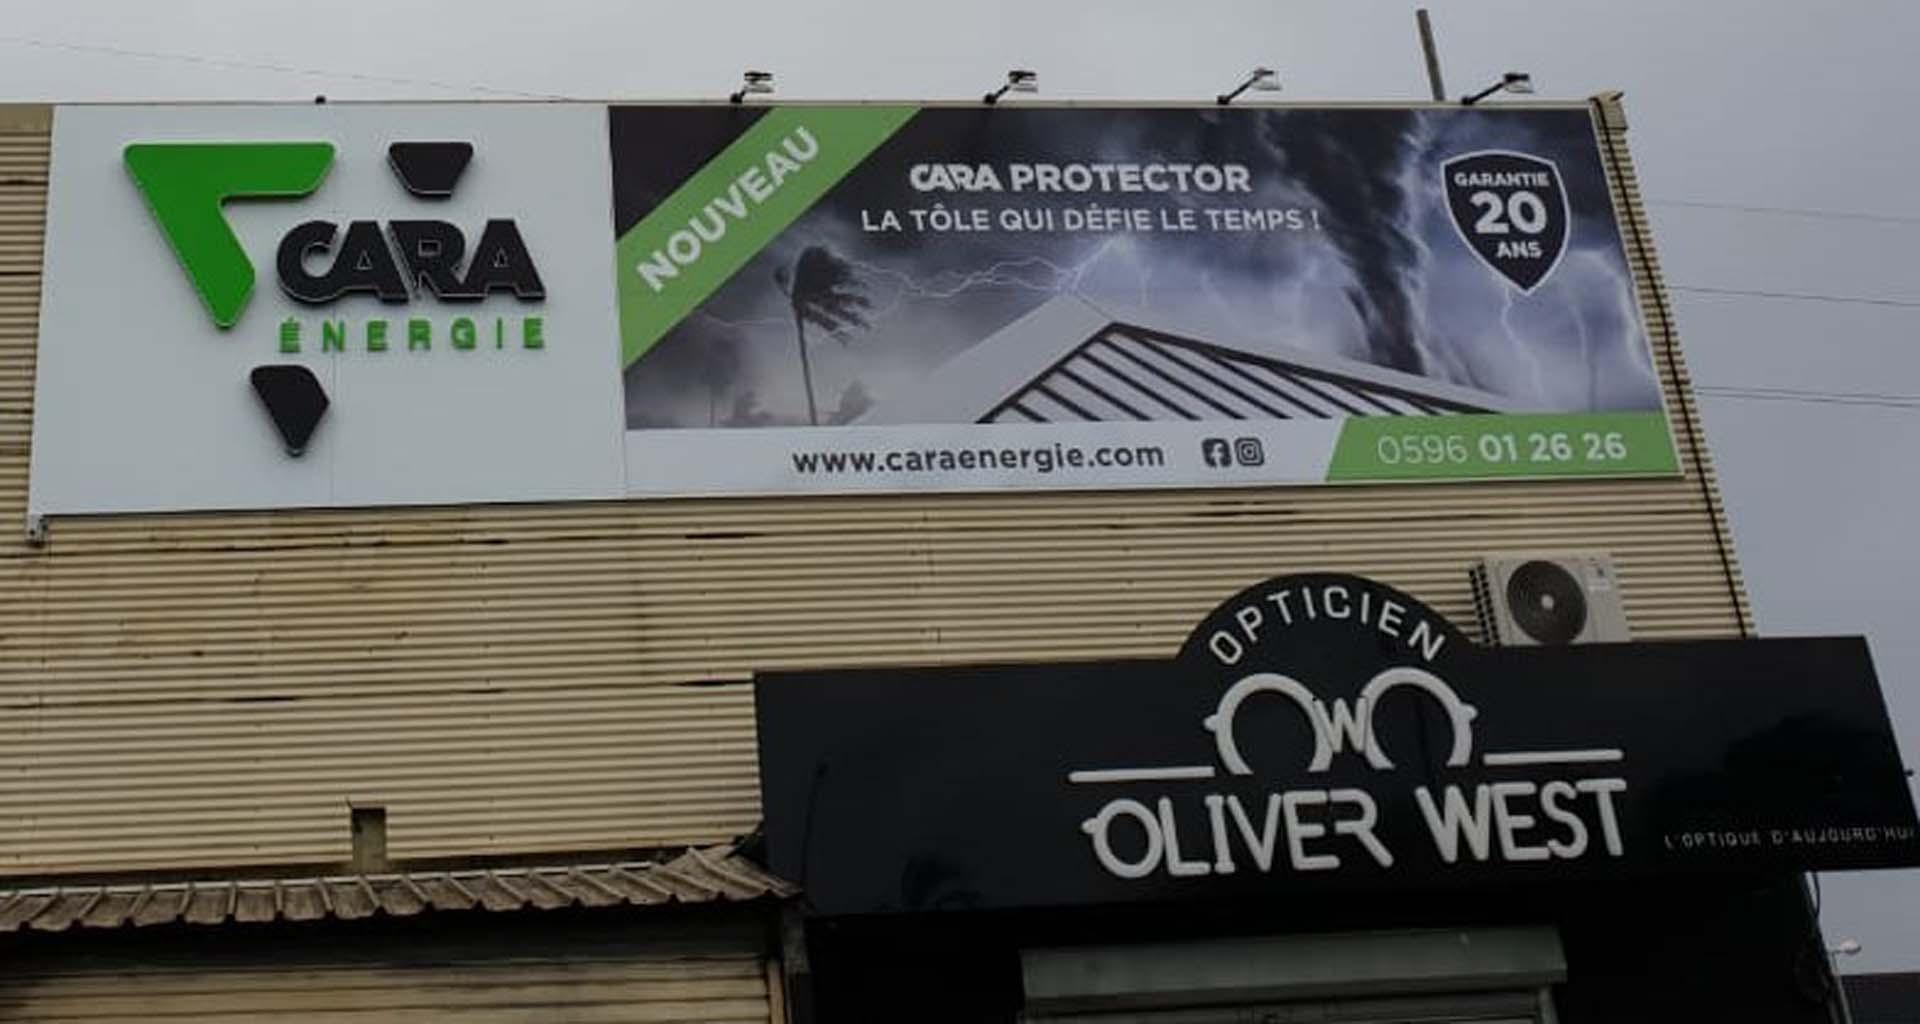 CARA
ÉNERGIE
NOUVEAU
CARA PROTECTOR
LA TÔLE QUI DÉFIE LE TEMPS !
GARANTIE
20
ANS
www.caraenergie.com
0596 01 26 26
OPTICIEN
W
OLIVER WEST
L'OPTIQUE D'AUJOURD'HUI